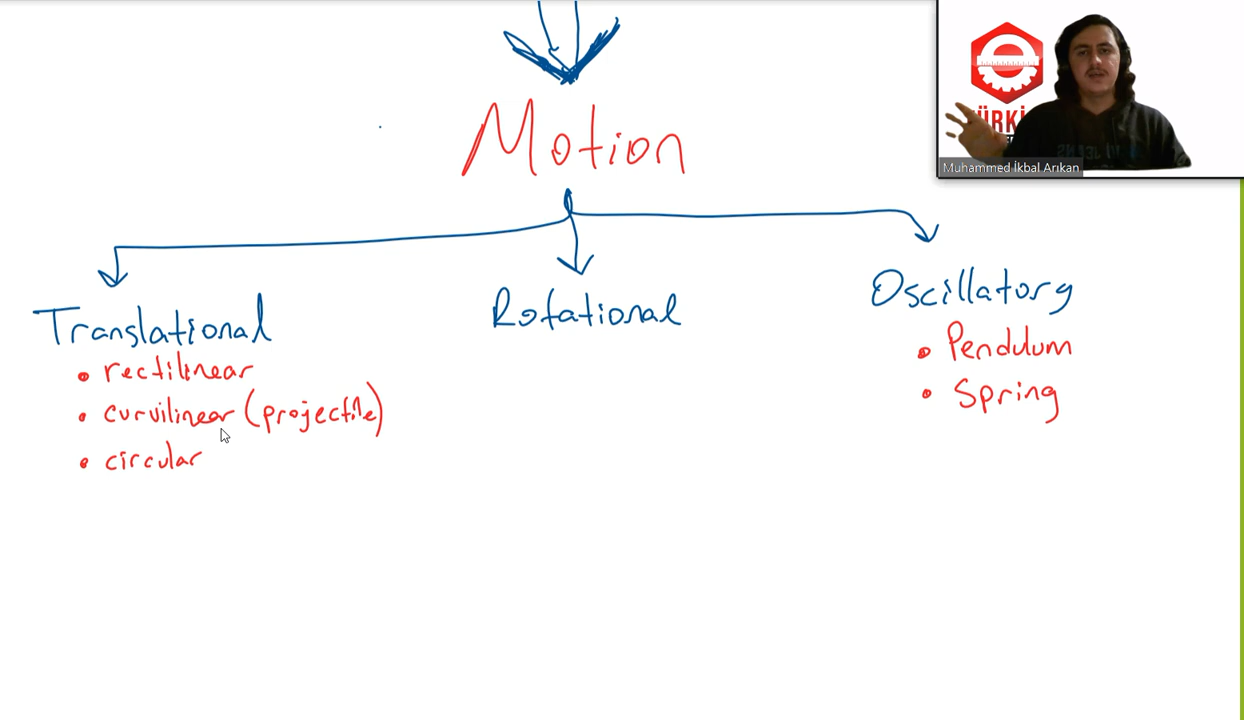 Motion
Translational
• rectilinear
• curvilinear (projectile)
• circular
Rotational
Oscillatory
• Pendulum
• Spring
Muhammed İkbal Arıkan